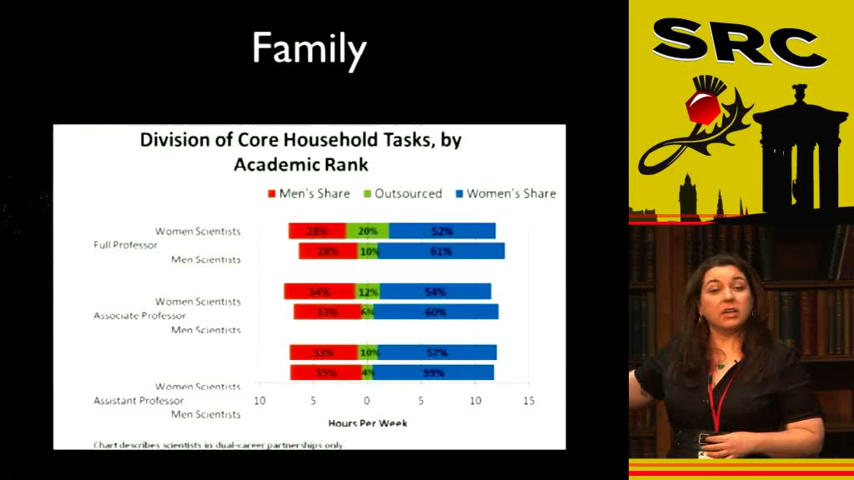 Family
SRC
Division of Core Household Tasks, by
Academic Rank
Men's Share Outsourced Women's Share
Women Scientists 28% 20% 52%
Full Professor
Men Scientists 28% 10% 61%
Women Scientists 34% 12% 54%
Associate Professor
Men Scientists 33% 6% 60%
33% 10% 57%
35% 4% 59%
Women Scientists
Assistant Professor
Men Scientists
10 5 0 5 10 15
Hours Per Week
Chart describes scientists in dual-career partnerships only.